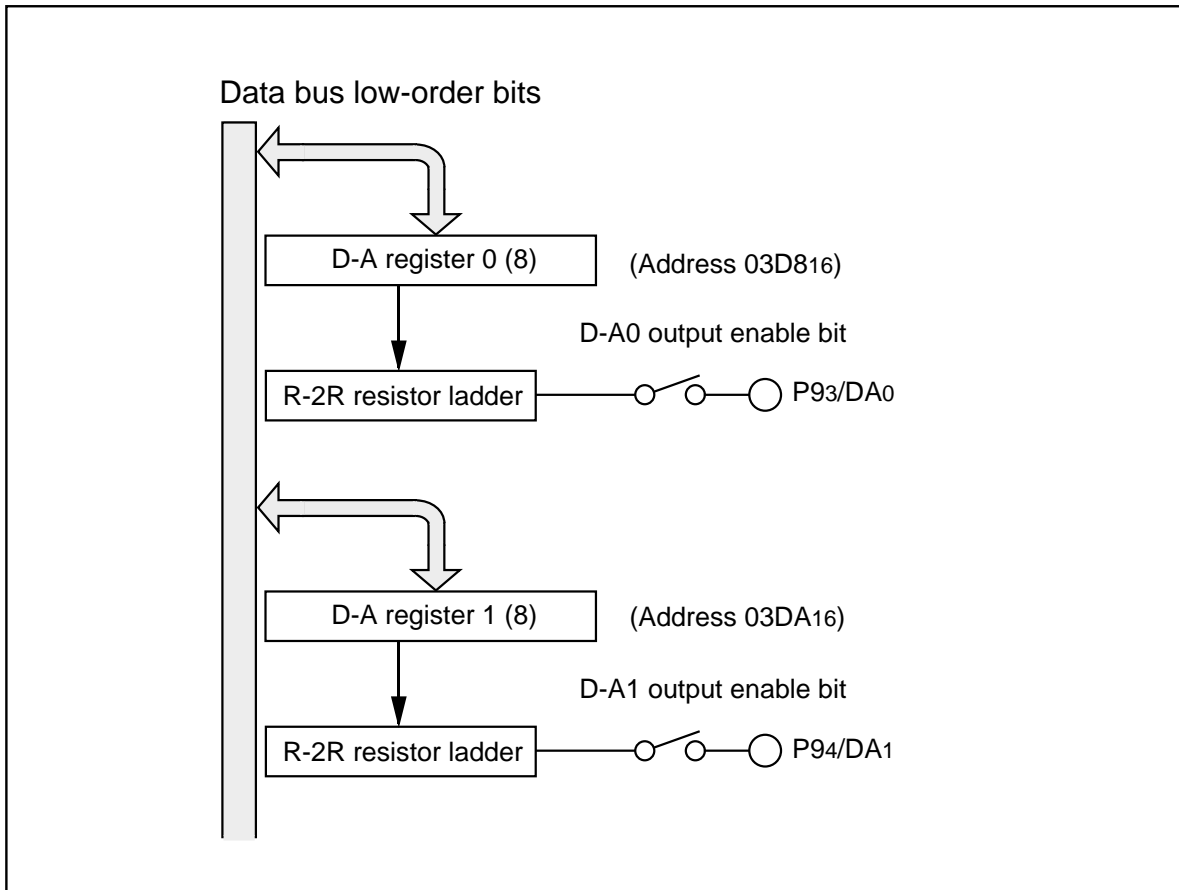 Data bus low-order bits
D-A register 0 (8)
(Address 03D816)
D-A0 output enable bit
R-2R resistor ladder
P93/DA0
D-A register 1 (8)
(Address 03DA16)
D-A1 output enable bit
R-2R resistor ladder
P94/DA1